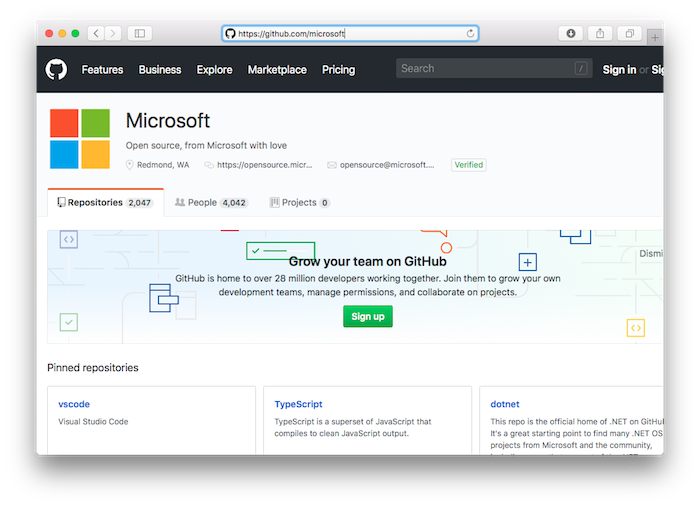 https://github.com/microsoft
Features Business Explore Marketplace Pricing Search / Sign in or Sig
Microsoft
Open source, from Microsoft with love
Redmond, WA https://opensource.micr... opensource@microsoft.... Verified
Repositories 2,047 People 4,042 Projects 0
Grow your team on GitHub
Dismi
GitHub is home to over 28 million developers working together. Join them to grow your own
development teams, manage permissions, and collaborate on projects.
Sign up
Pinned repositories
vscode
Visual Studio Code
TypeScript
TypeScript is a superset of JavaScript that
compiles to clean JavaScript output.
dotnet
This repo is the official home of .NET on GitHub
It's a great starting point to find many .NET OS
projects from Microsoft and the community,